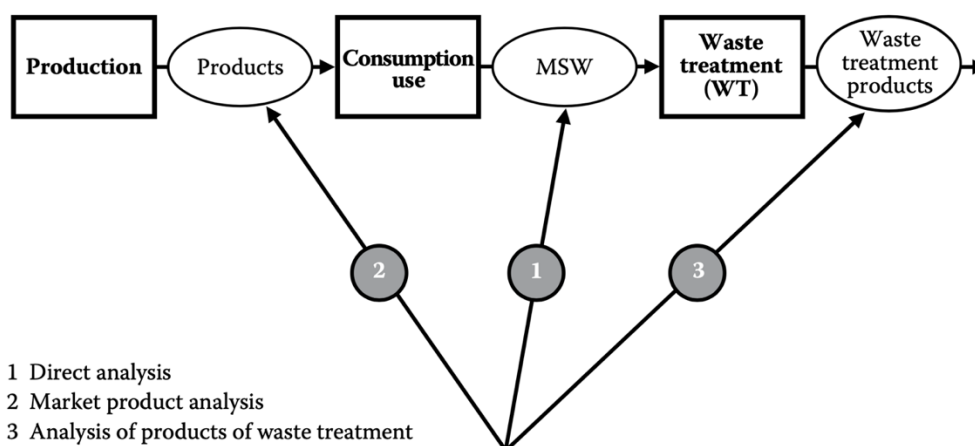 Production
Products
Consumption
use
MSW
Waste
treatment
(WT)
Waste
treatment
products
2
1
3
1 Direct analysis
2 Market product analysis
3 Analysis of products of waste treatment